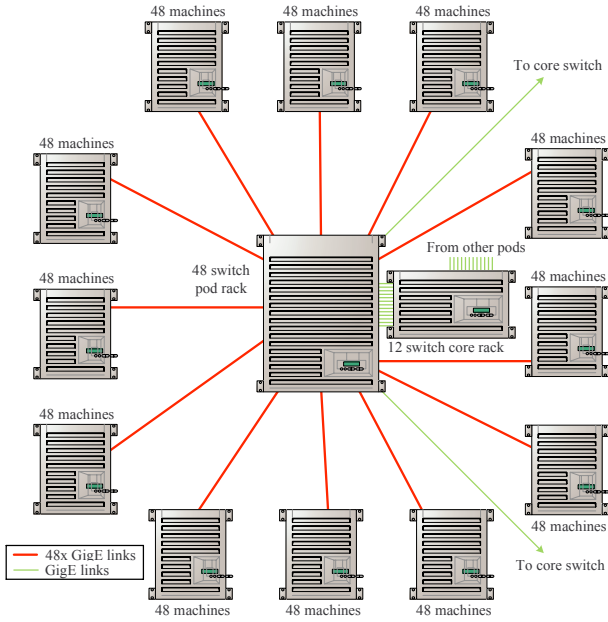 48 machines
48 machines
48 machines
To core switch
48 machines
48 machines
From other pods
48 switch
pod rack
48 machines
48 machines
12 switch core rack
48 machines
48 machines
48x GigE links
GigE links
48 machines
To core switch
48 machines
48 machines
48 machines